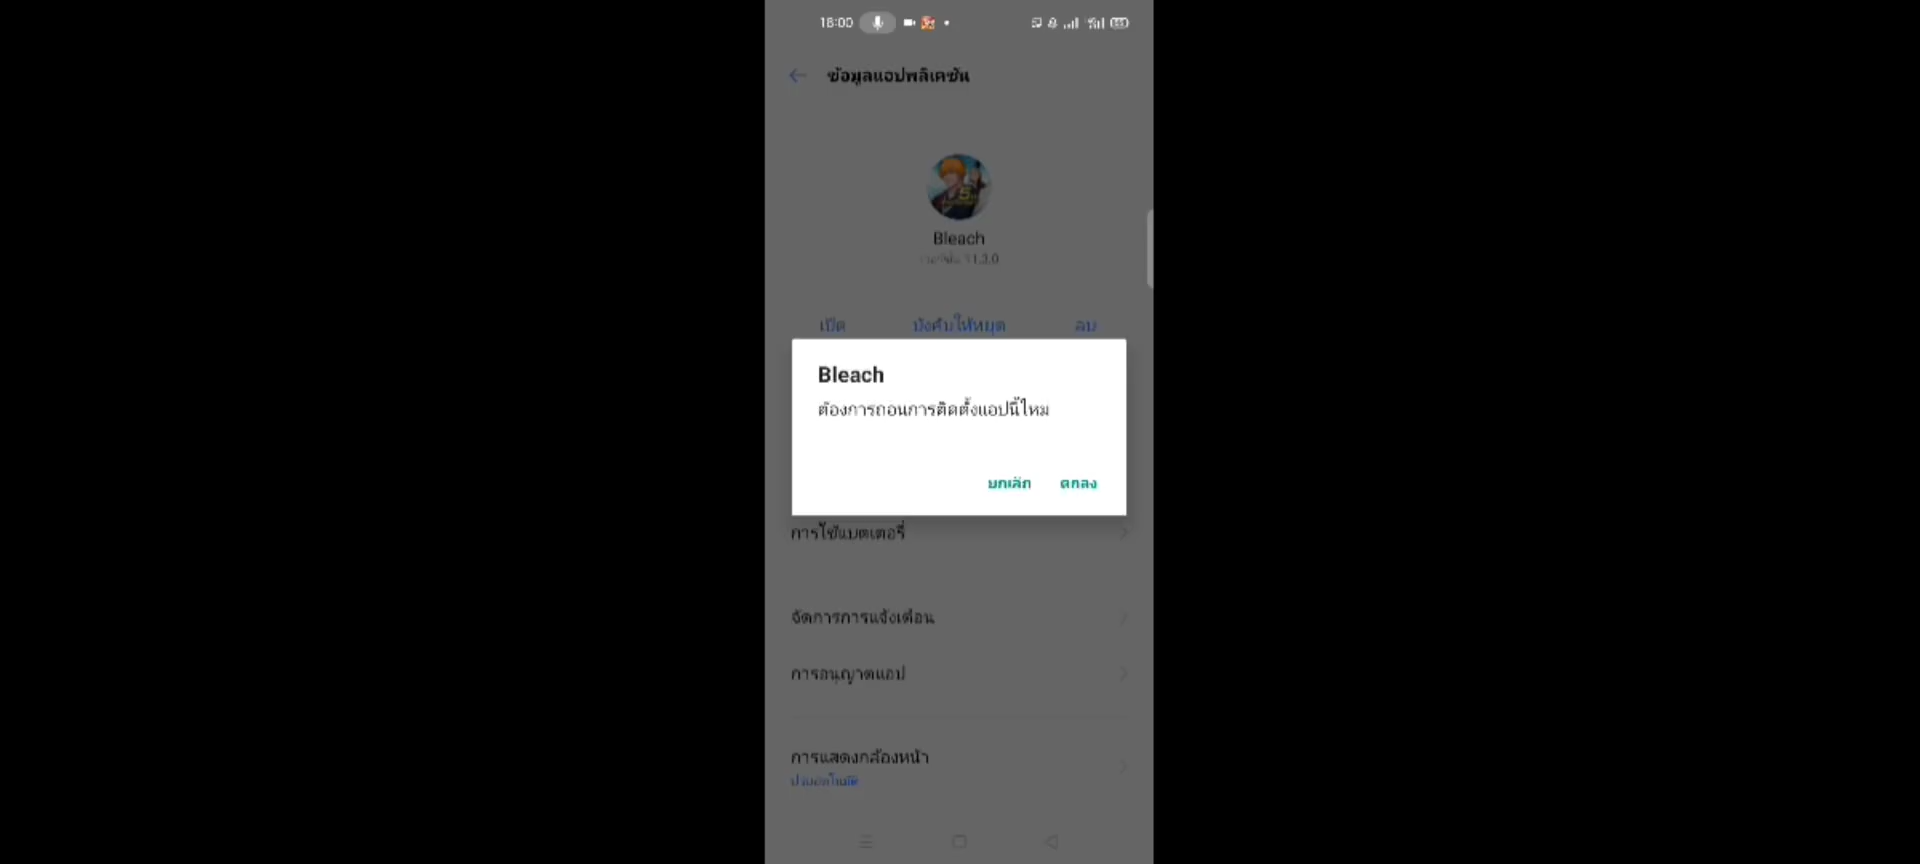 18:00
ข้อมูลแอปพลิเคชัน
Bleach
11.3.0
เปิด
บังคับให้หยุด
ลบ
Bleach
ต้องการถอนการติดตั้งแอปนี้ไหม
ยกเลิก
ตกลง
การใช้แบตเตอรี่
จัดการการแจ้งเตือน
การอนุญาตแอป
การแสดงกล้องหน้า